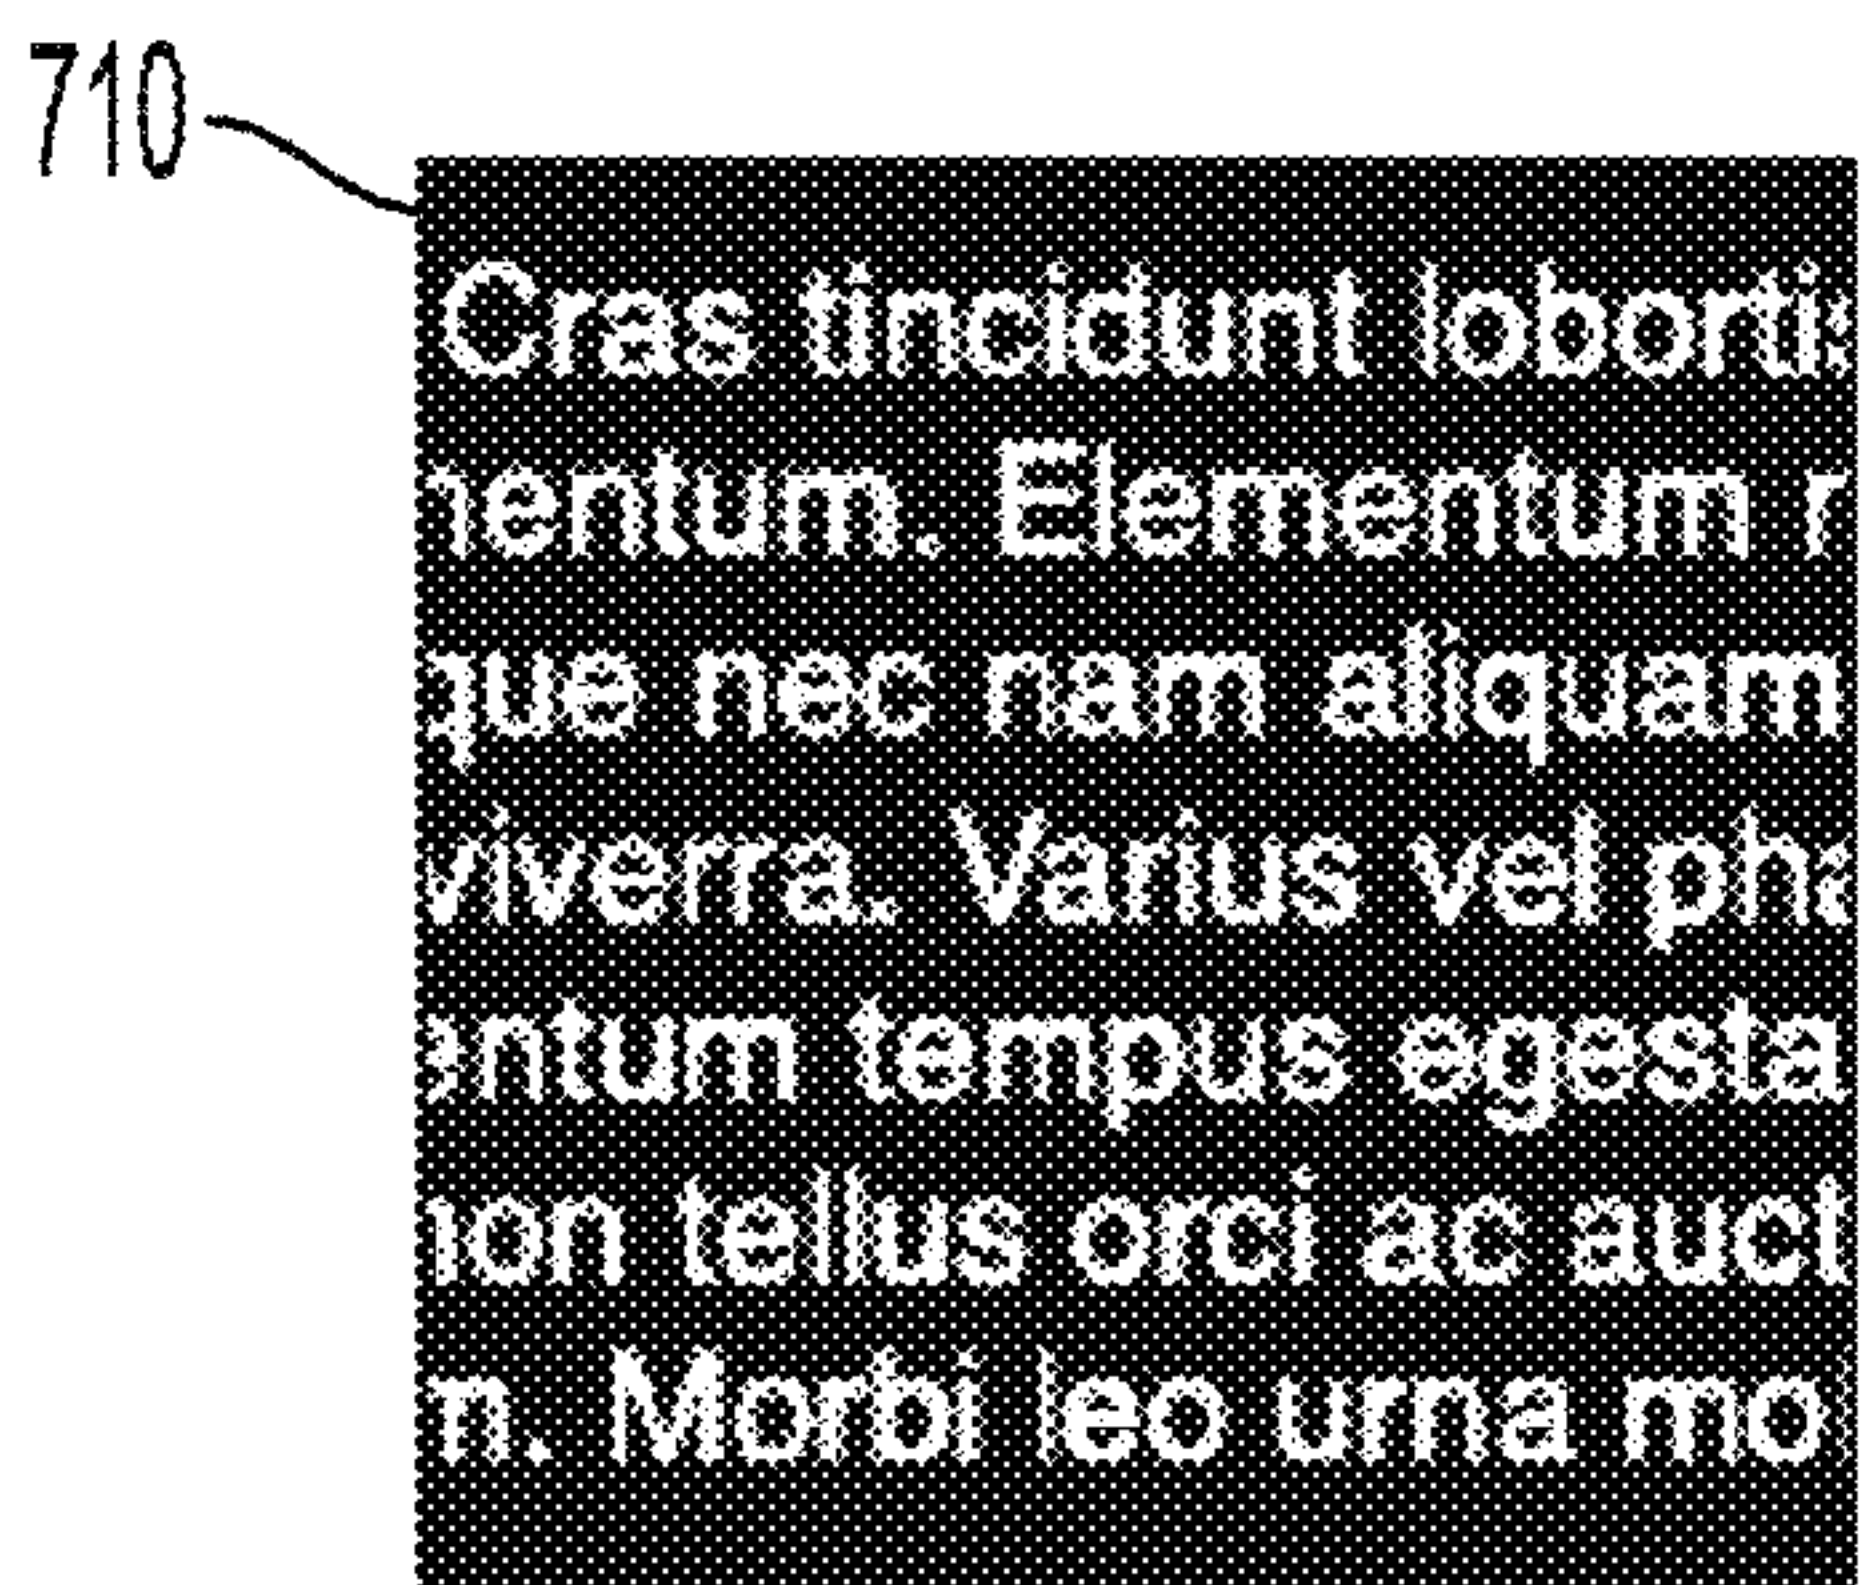 710
Cras tincidunt lobortis
entum. Elementum r
que nec nam aliquam
viverra. Varius vel pha
entum tempus egesta
non tellus orci ac auct
m. Morbi leo urna mo